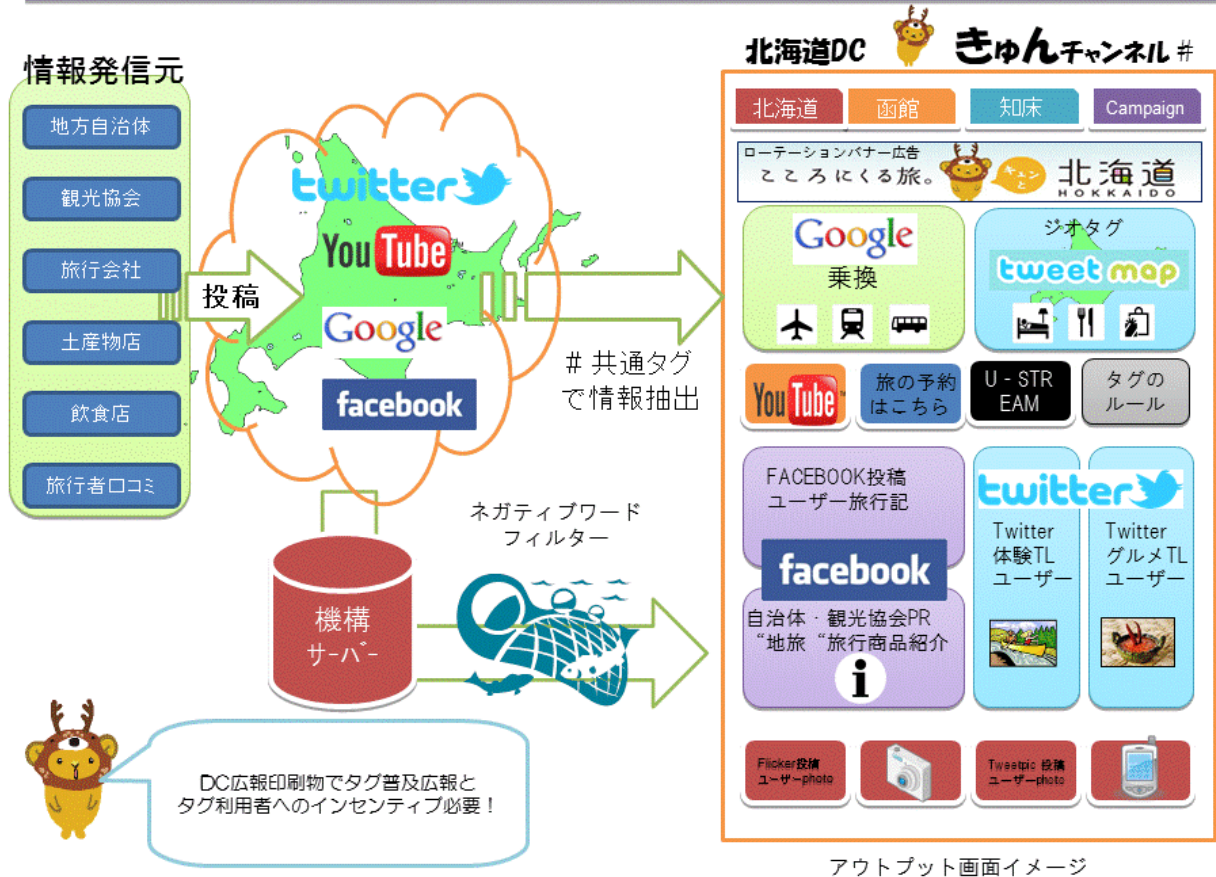 北海道DC きゅんチャンネル #
情報発信元
地方自治体
観光協会
旅行会社
土産物店
飲食店
旅行者口コミ
投稿
twitter
YouTube
Google
facebook
# 共通タグ
で情報抽出
機構
サーバー
ネガティブワード
フィルター
DC広報印刷物でタグ普及広報と
タグ利用者へのインセンティブ必要！
北海道
函館
知床
Campaign
ローテーションバナー広告
こころにくる旅。
キュンと
北海道
HOKKAIDO
Google
乗換
ジオタグ
tweet map
YouTube
旅の予約
はこちら
U - STR
EAM
タグの
ルール
FACEBOOK投稿
ユーザー旅行記
facebook
自治体・観光協会PR
“地旅“旅行商品紹介
i
twitter
Twitter
体験TL
ユーザー
Twitter
グルメTL
ユーザー
Flicker投稿
ユーザーphoto
Tweetpic 投稿
ユーザーphoto
アウトプット画面イメージ